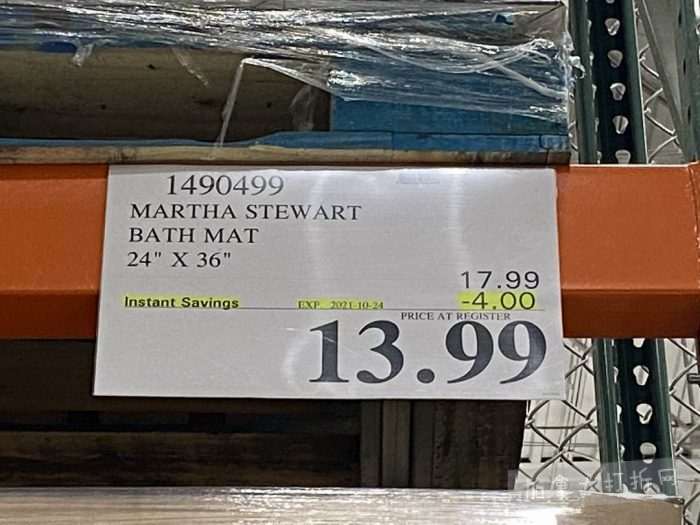 1490499
MARTHA STEWART
BATH MAT
24" X 36"
17.99
Instant Savings EXP 2021-10-24 -4.00
PRICE AT REGISTER
13.99